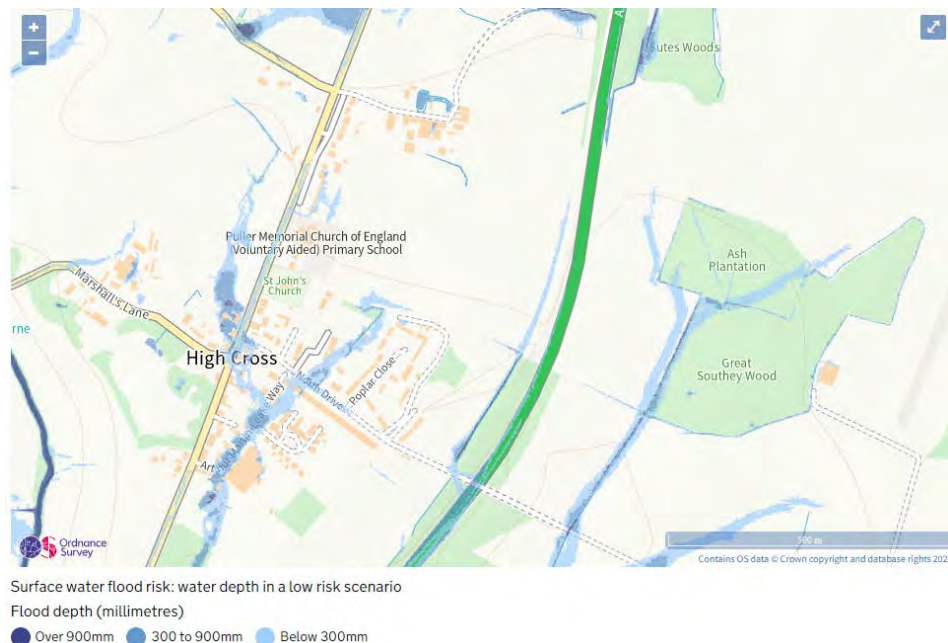 +
−
A
Sutes Woods
Puller Memorial Church of England
(Voluntary Aided) Primary School
St John's
Church
Marshall's Lane
rne
High Cross
Poplar Close
Way
Art
Drive
Ash
Plantation
Great
Southey Wood
Ordnance
Survey
500 m
Contains OS data © Crown copyright and database rights 202
Surface water flood risk: water depth in a low risk scenario
Flood depth (millimetres)
Over 900mm 300 to 900mm Below 300mm